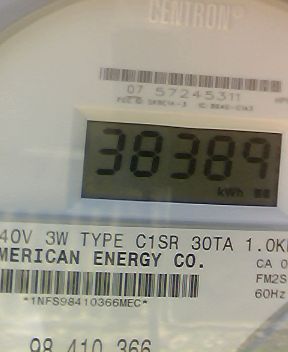 CENTRON®
07 57245311
38389
kWh
40V 3W TYPE C1SR 30TA 1.0K
MERICAN ENERGY CO.
CA 0
FM2S
60Hz
*1NFS98410366MEC*
98 410 366